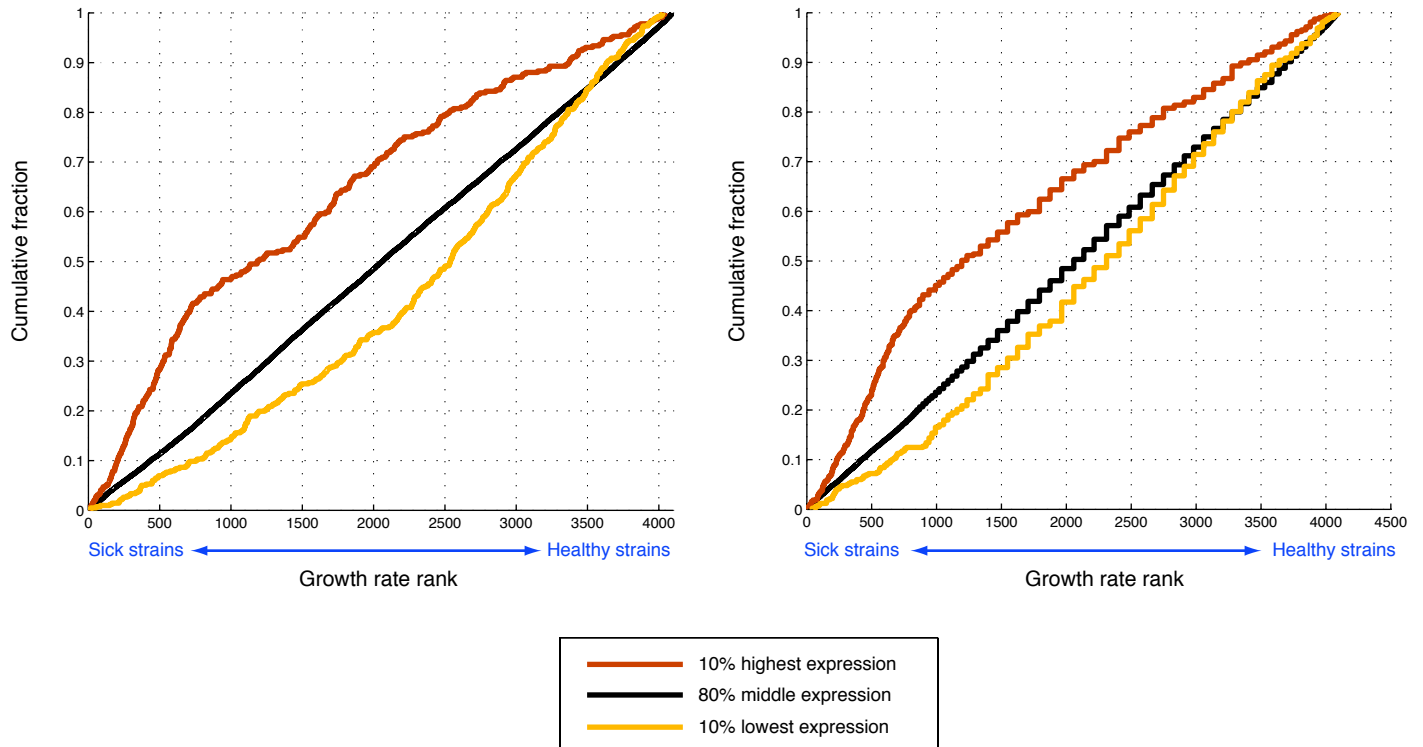 1
0.9
0.8
0.7
0.6
0.5
0.4
0.3
0.2
0.1
0
Cumulative fraction
0 500 1000 1500 2000 2500 3000 3500 4000
Sick strains Healthy strains
Growth rate rank
1
0.9
0.8
0.7
0.6
0.5
0.4
0.3
0.2
0.1
0
Cumulative fraction
0 500 1000 1500 2000 2500 3000 3500 4000 4500
Sick strains Healthy strains
Growth rate rank
10% highest expression
80% middle expression
10% lowest expression